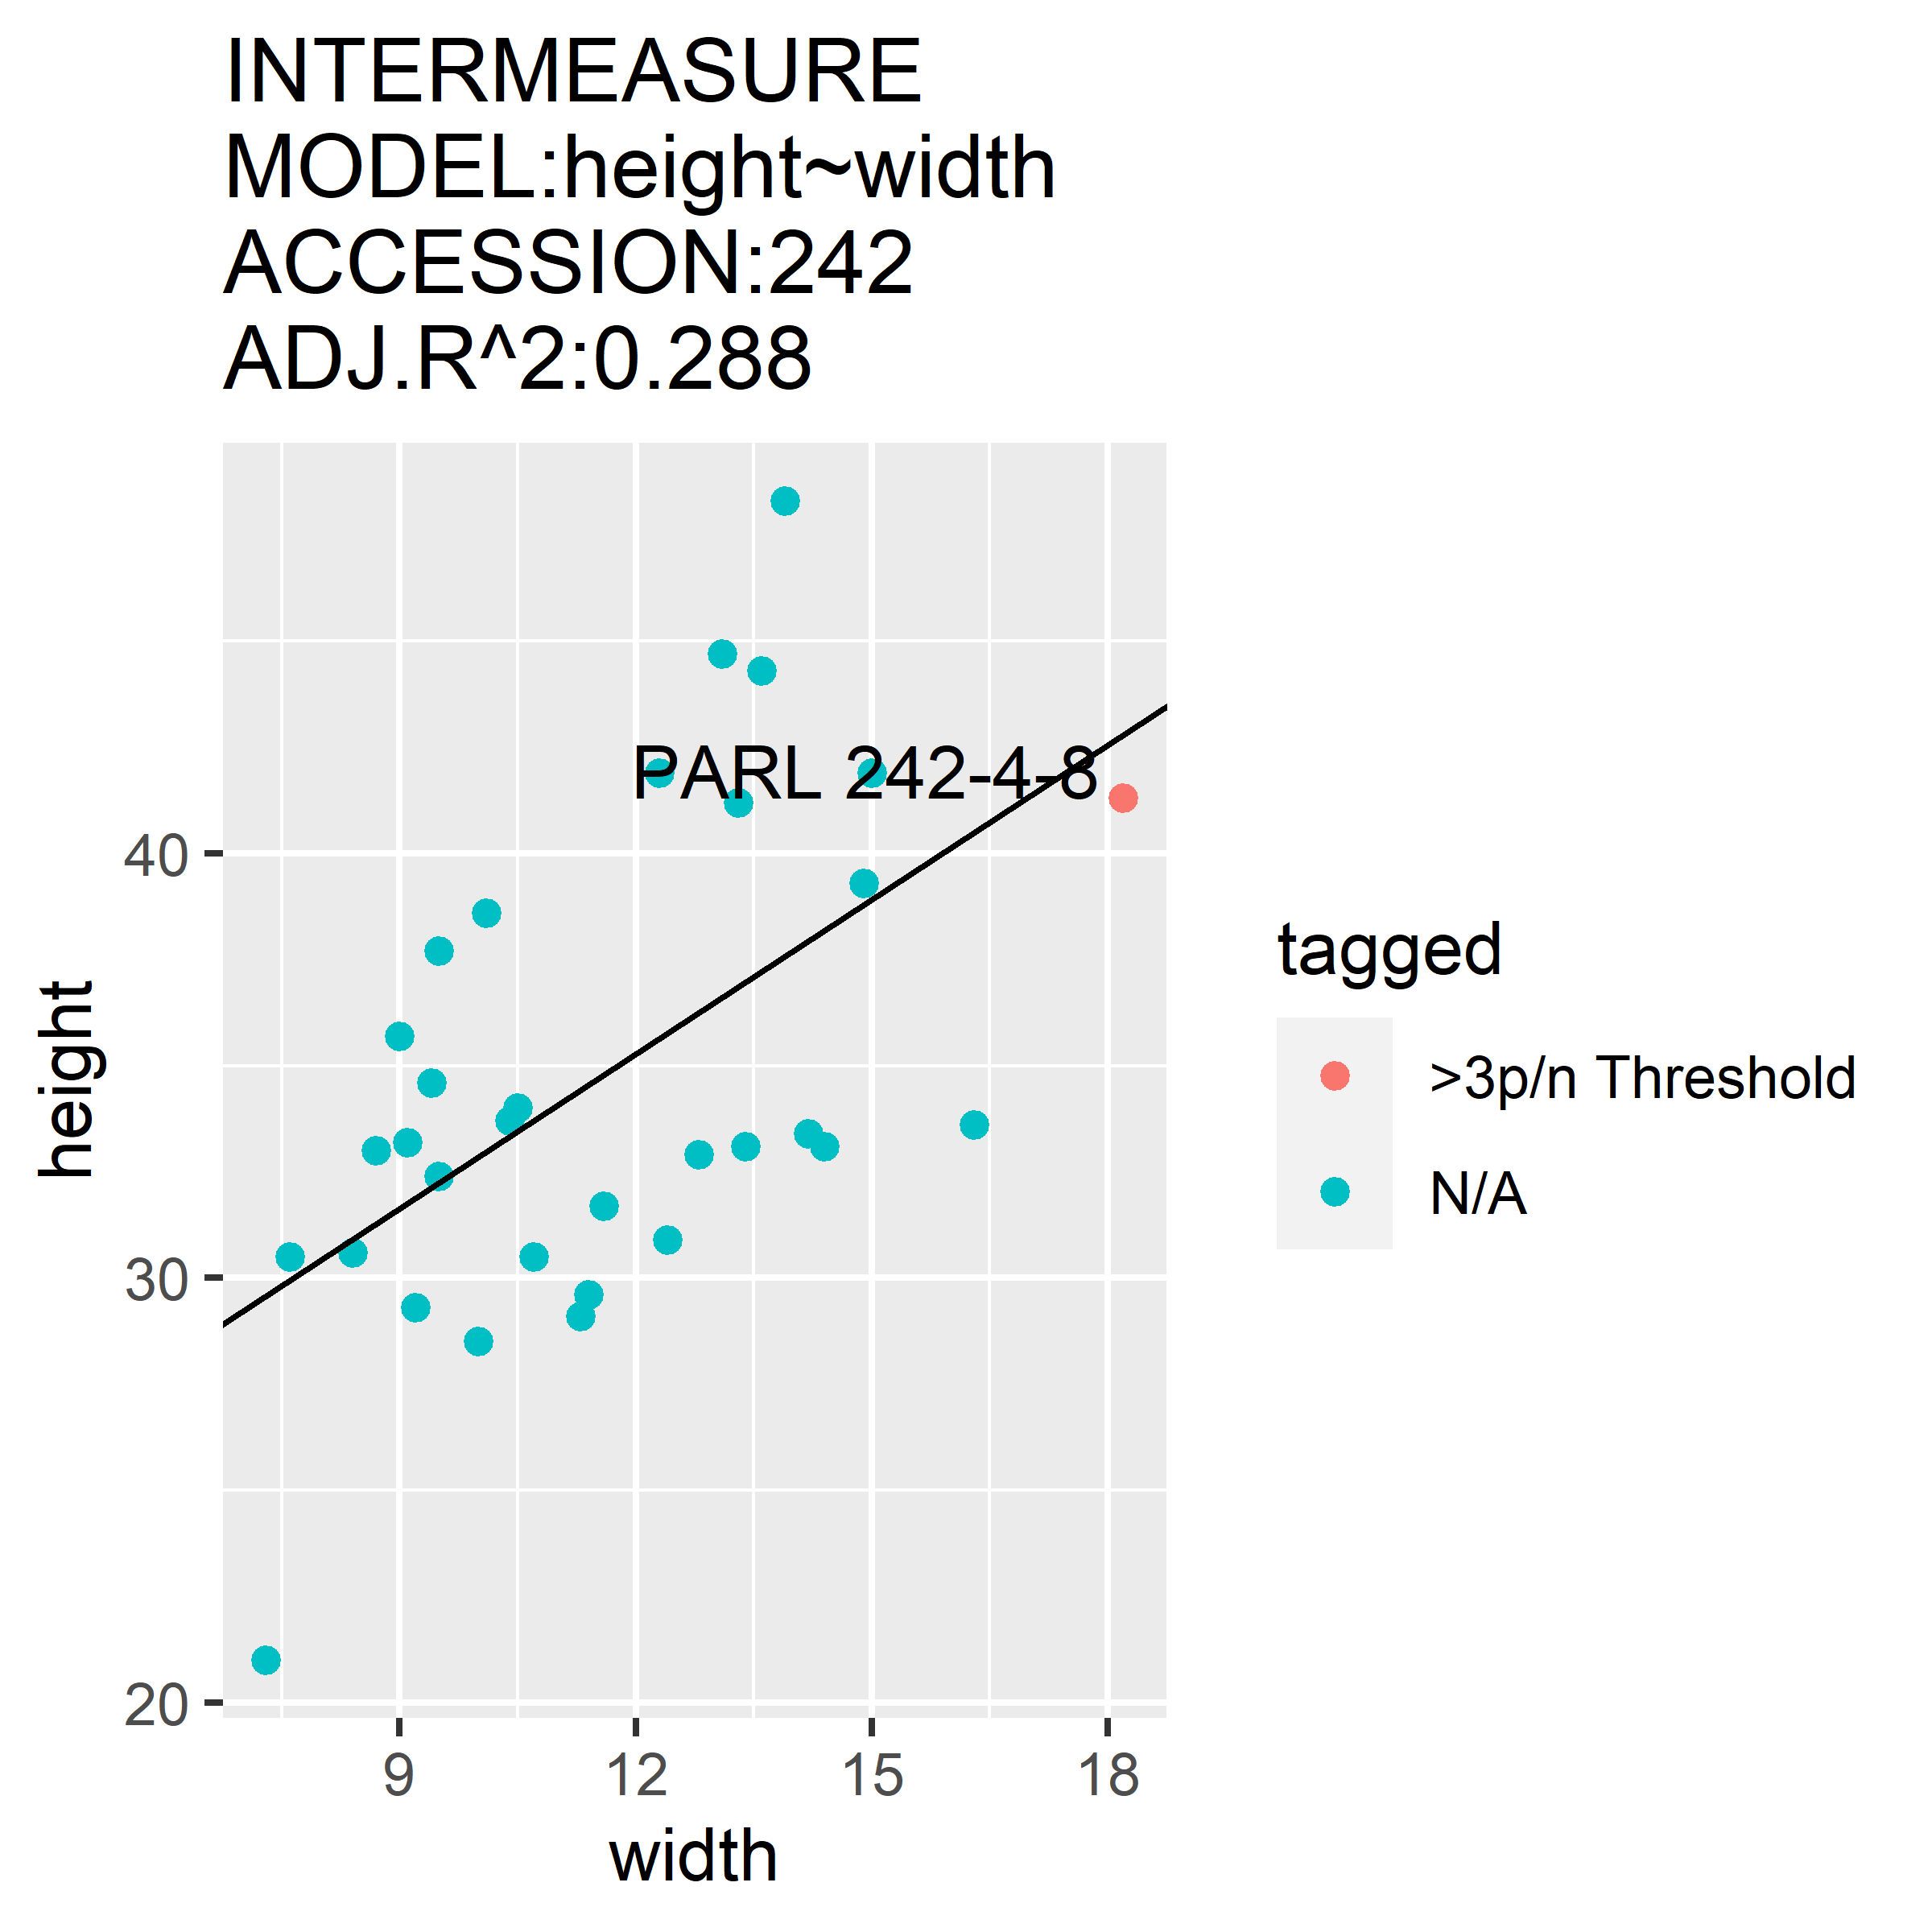 INTERMEASURE
MODEL:height~width
ACCESSION:242
ADJ.R^2:0.288
PARL 242-4-8
40
30
20
height
9 12 15 18
width
tagged
>3p/n Threshold
N/A